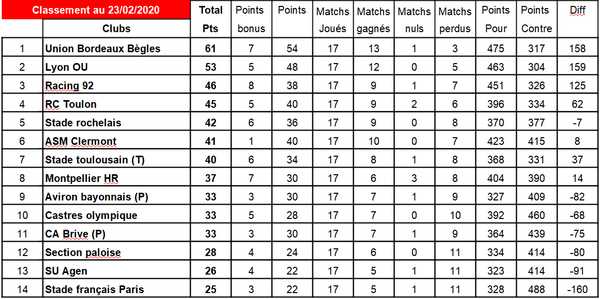 Classement au 23/02/2020 Total Points Points Matchs Matchs Matchs Matchs Points Points Diff
Clubs Pts bonus Joués gagnés nuls perdus Pour Contre
1 Union Bordeaux Bègles 61 7 54 17 13 1 3 475 317 158
2 Lyon OU 53 5 48 17 12 0 5 463 304 159
3 Racing 92 46 8 38 17 9 1 7 451 326 125
4 RC Toulon 45 5 40 17 9 2 6 396 334 62
5 Stade rochelais 42 6 36 17 9 0 8 370 377 -7
6 ASM Clermont 41 1 40 17 10 0 7 423 415 8
7 Stade toulousain (T) 40 6 34 17 8 1 8 368 331 37
8 Montpellier HR 37 7 30 17 6 3 8 404 390 14
9 Aviron bayonnais (P) 33 3 30 17 7 1 9 327 409 -82
10 Castres olympique 33 5 28 17 7 0 10 392 460 -68
11 CA Brive (P) 33 3 30 17 7 1 9 364 439 -75
12 Section paloise 28 4 24 17 6 0 11 334 414 -80
13 SU Agen 26 4 22 17 5 1 11 323 414 -91
14 Stade français Paris 25 3 22 17 5 1 11 328 488 -160